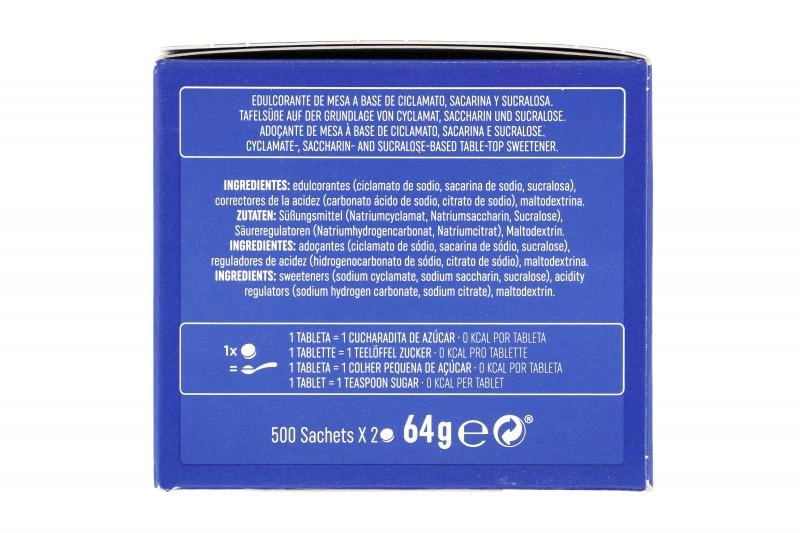 EDULCORANTE DE MESA A BASE DE CICLAMATO, SACARINA Y SUCRALOSA.
TAFELSÜßE AUF DER GRUNDLAGE VON CYCLAMAT, SACCHARIN UND SUCRALOSE.
ADOÇANTE DE MESA À BASE DE CICLAMATO, SACARINA E SUCRALOSE.
CYCLAMATE-, SACCHARIN- AND SUCRALOSE-BASED TABLE-TOP SWEETENER.
INGREDIENTES: edulcorantes (ciclamato de sodio, sacarina de sodio, sucralosa),
correctores de la acidez (carbonato ácido de sodio, citrato de sodio), maltodextrina.
ZUTATEN: Süßungsmittel (Natriumcyclamat, Natriumsaccharin, Sucralose),
Säureregulatoren (Natriumhydrogencarbonat, Natriumcitrat), Maltodextrin.
INGREDIENTES: adoçantes (ciclamato de sódio, sacarina de sódio, sucralose),
reguladores de acidez (hidrogenocarbonato de sódio, citrato de sódio), maltodextrina.
INGREDIENTS: sweeteners (sodium cyclamate, sodium saccharin, sucralose), acidity
regulators (sodium hydrogen carbonate, sodium citrate), maltodextrin.
1x =
1 TABLETA = 1 CUCHARADITA DE AZÚCAR · 0 KCAL POR TABLETA
1 TABLETTE = 1 TEELÖFFEL ZUCKER · 0 KCAL PRO TABLETTE
1 TABLETA = 1 COLHER PEQUENA DE AÇÚCAR · 0 KCAL POR TABLETA
1 TABLET = 1 TEASPOON SUGAR · 0 KCAL PER TABLET
500 Sachets X 2 64g ℮ ®